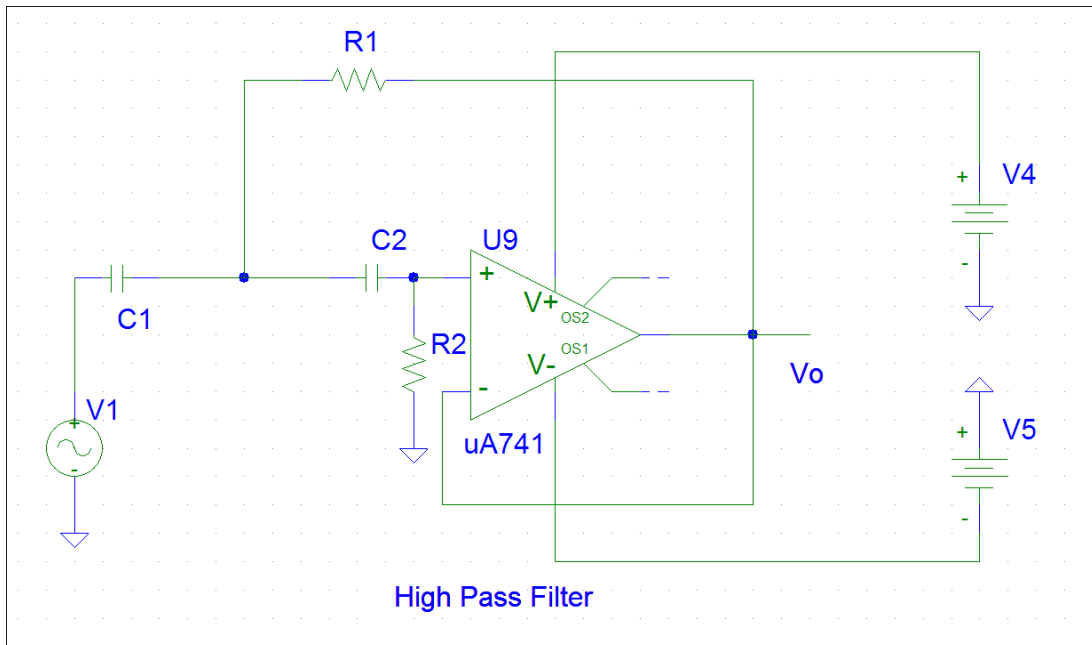 R1
V4
+
-
C2
U9
+
V+
OS2
C1
R2
OS1
V-
-
Vo
V1
+
-
uA741
V5
+
-
High Pass Filter